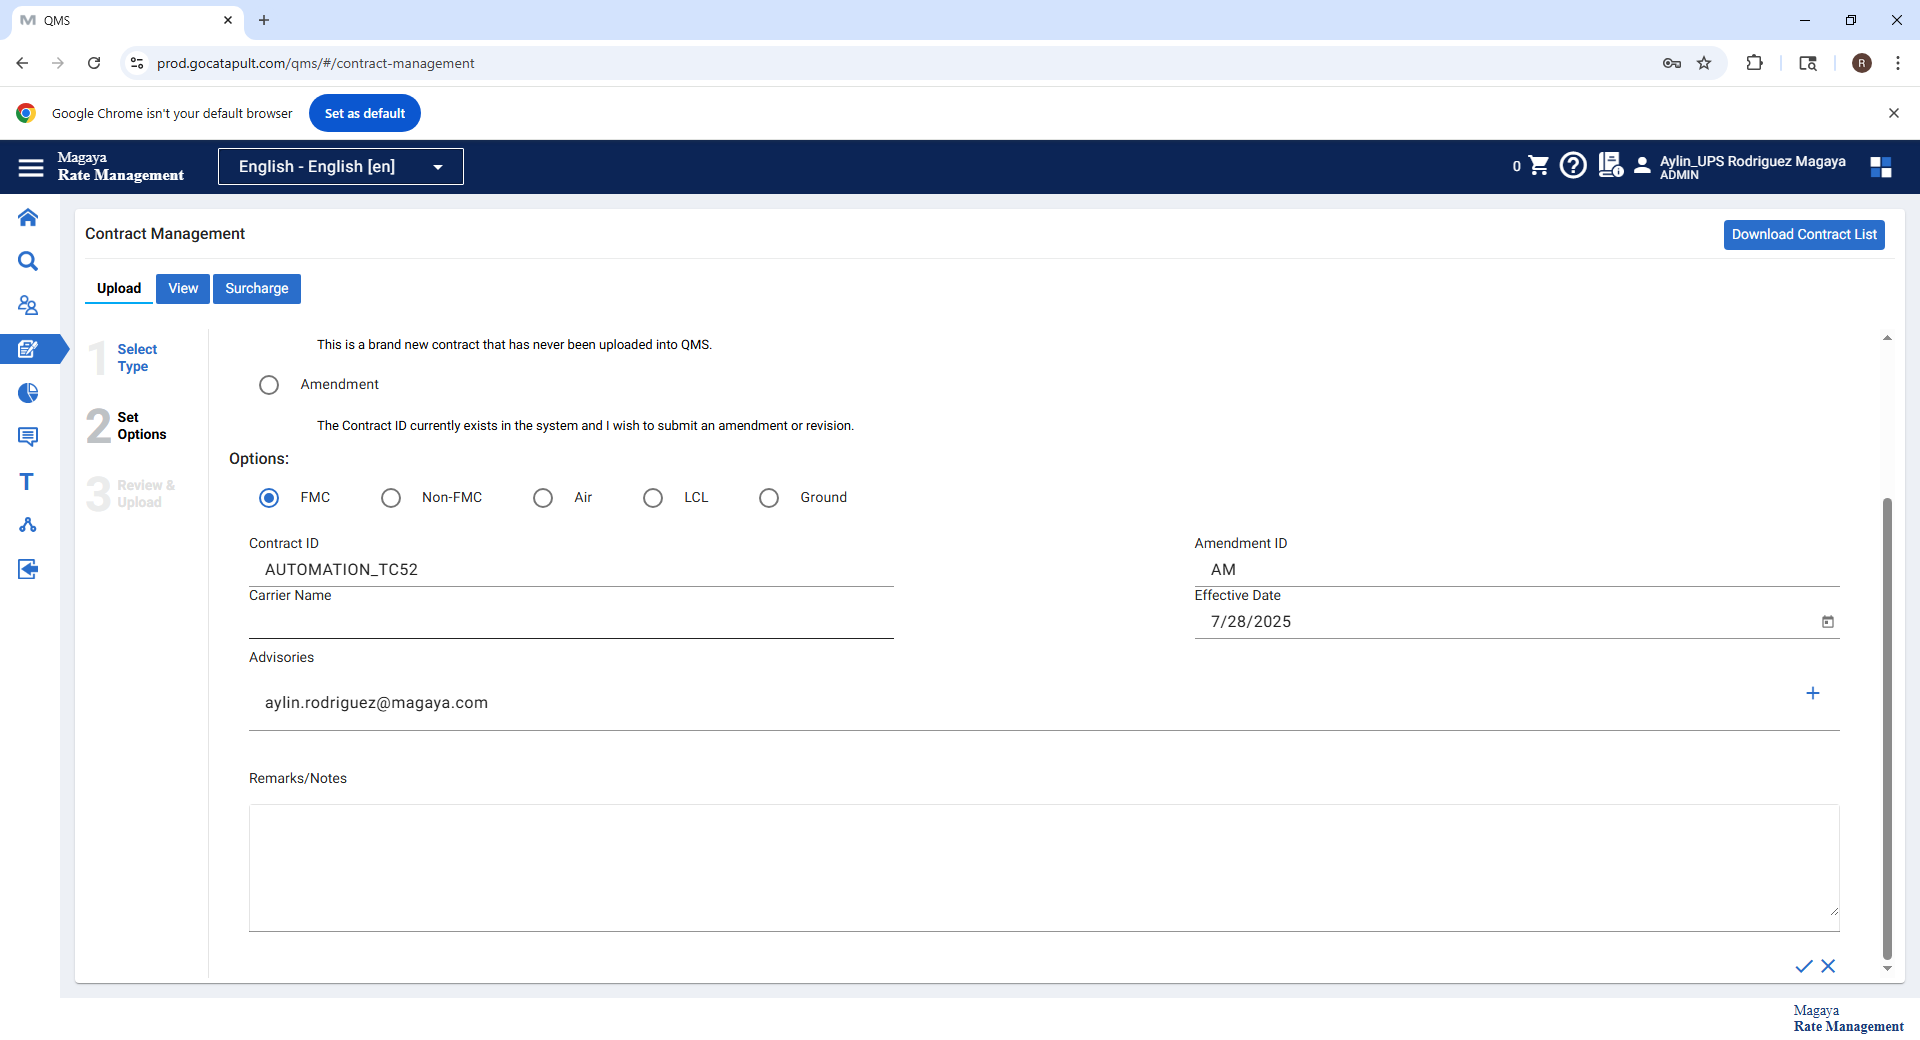 QMS
prod.gocatapult.com/qms/#/contract-management
R
Google Chrome isn't your default browser
Set as default
Magaya
Rate Management
English - English [en]
0
Aylin_UPS Rodriguez Magaya
ADMIN
Contract Management
Download Contract List
Upload
View
Surcharge
1
Select
Type
2
Set
Options
3
Review &
Upload
This is a brand new contract that has never been uploaded into QMS.
Amendment
The Contract ID currently exists in the system and I wish to submit an amendment or revision.
Options:
FMC
Non-FMC
Air
LCL
Ground
Contract ID
AUTOMATION_TC52
Amendment ID
AM
Carrier Name
Effective Date
7/28/2025
Advisories
aylin.rodriguez@magaya.com
Remarks/Notes
Magaya
Rate Management